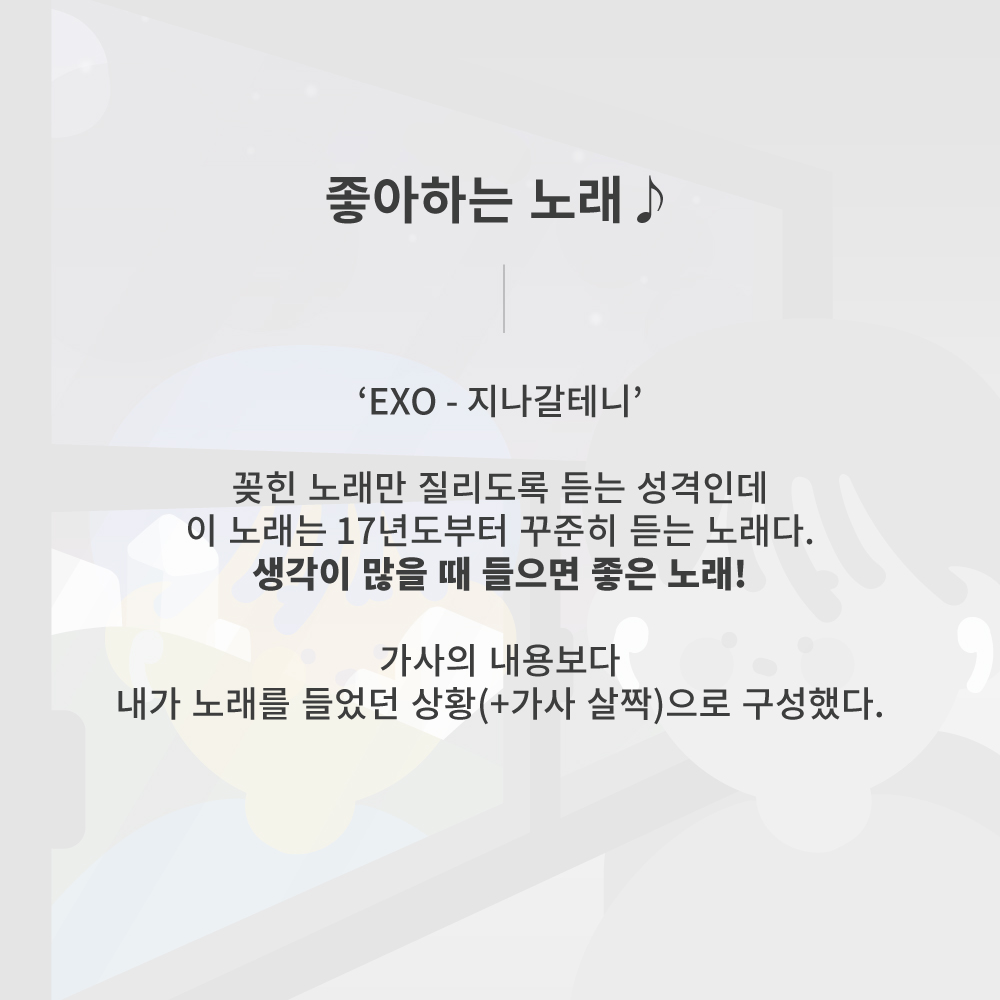 좋아하는 노래♪
‘EXO - 지나갈테니’
꽂힌 노래만 질리도록 듣는 성격인데
이 노래는 17년도부터 꾸준히 듣는 노래다.
생각이 많을 때 들으면 좋은 노래!
가사의 내용보다
내가 노래를 들었던 상황(+가사 살짝)으로 구성했다.